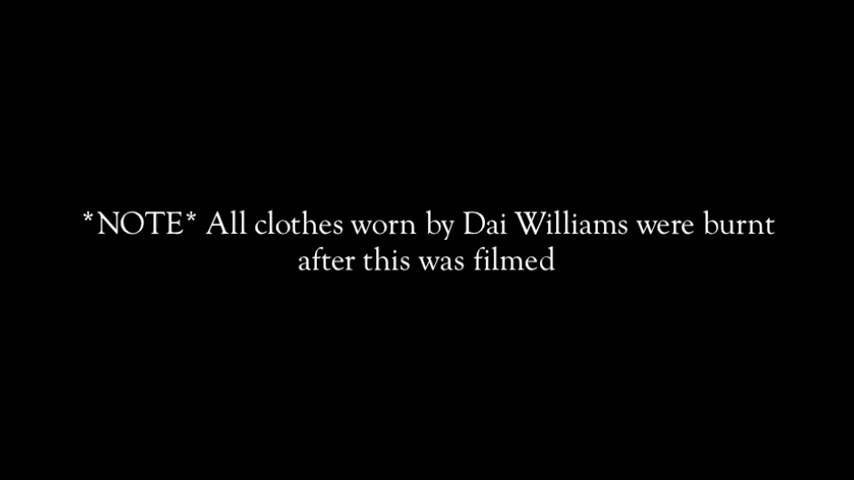 *NOTE* All clothes worn by Dai Williams were burnt
after this was filmed